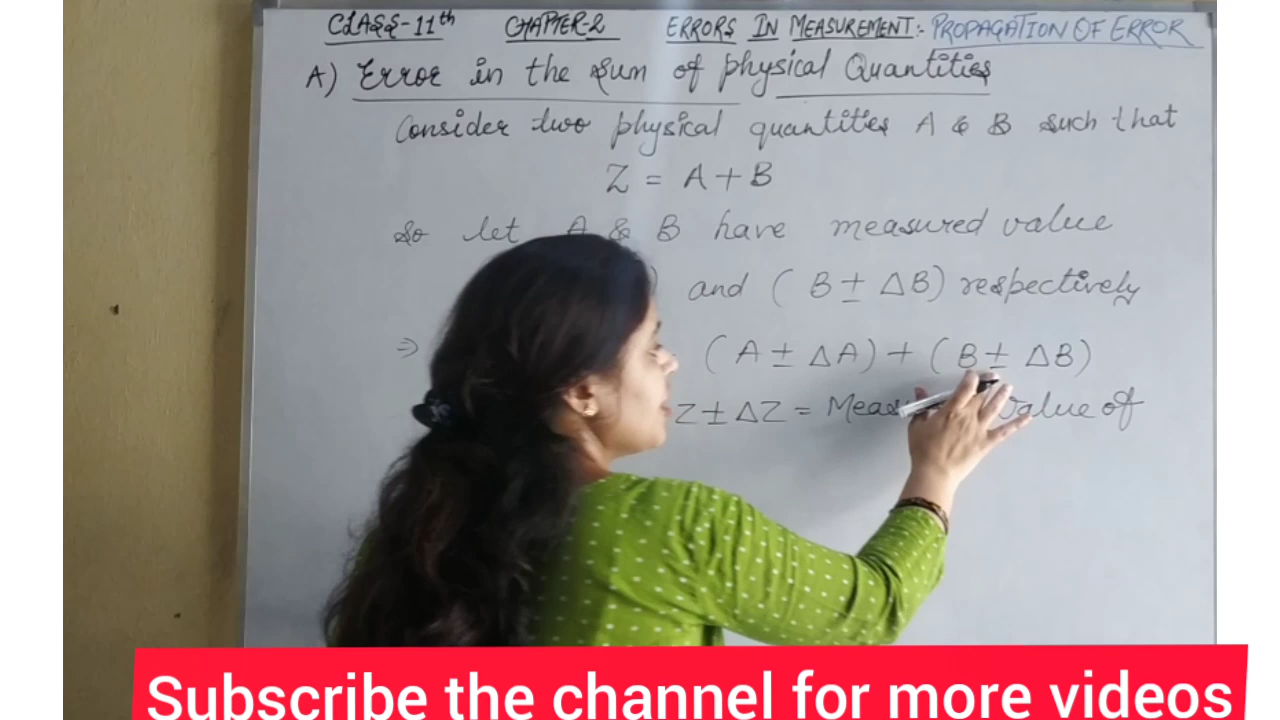 CLASS-11th CHAPTER-2 ERRORS IN MEASUREMENT:- PROPAGATION OF ERROR
A) Error in the sum of physical Quantities
Consider two physical quantities A & B such that
Z = A + B
So let A & B have measured value
) and ( B ± ΔB) respectively
⇒ (A ± ΔA) + (B ± ΔB)
Z ± ΔZ = value of
Subscribe the channel for more videos